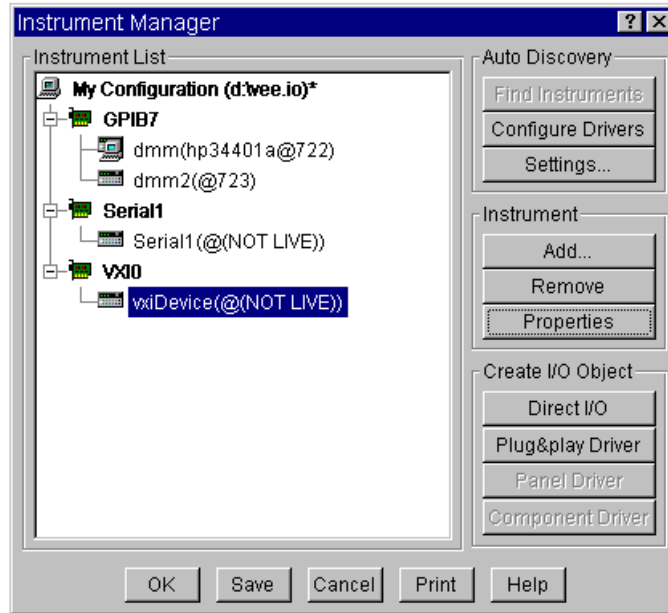 Instrument Manager
Instrument List
My Configuration (d:\vee.io)*
GPIB7
dmm(hp34401a@722)
dmm2(@723)
Serial1
Serial1(@(NOT LIVE))
VXI0
vxiDevice(@(NOT LIVE))
Auto Discovery
Find Instruments
Configure Drivers
Settings...
Instrument
Add...
Remove
Properties
Create I/O Object
Direct I/O
Plug&play Driver
Panel Driver
Component Driver
OK Save Cancel Print Help